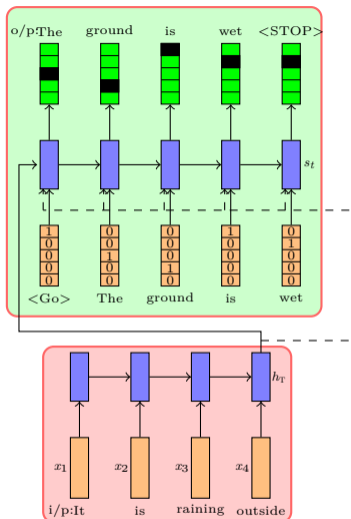 o/p:The ground is wet <STOP>
s_t
1 0 0 1 0
0 0 0 0 1
0 1 0 0 0
0 0 1 0 0
0 0 0 0 0
<Go> The ground is wet
h_T
x_1 x_2 x_3 x_4
i/p:It is raining outside